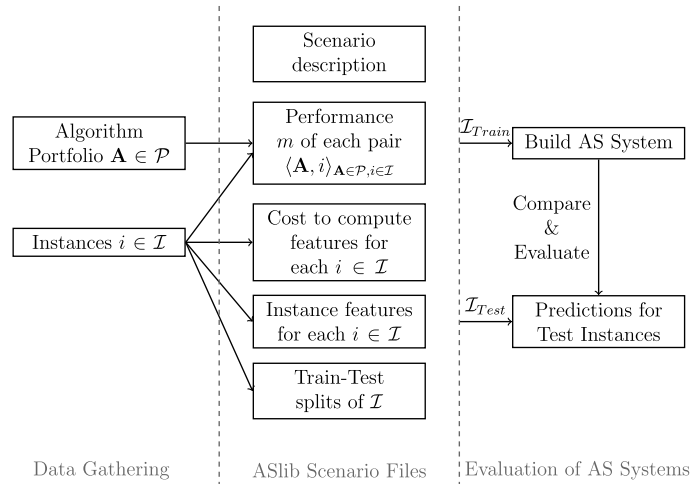 Scenario
description
Algorithm
Portfolio A ∈ 𝒫
Performance
m of each pair
⟨A, i⟩A∈𝒫,i∈ℐ
Instances i ∈ ℐ
Cost to compute
features for
each i ∈ ℐ
Instance features
for each i ∈ ℐ
Train-Test
splits of ℐ
ℐTrain
Build AS System
Compare
&
Evaluate
ℐTest
Predictions for
Test Instances
Data Gathering
ASlib Scenario Files
Evaluation of AS Systems